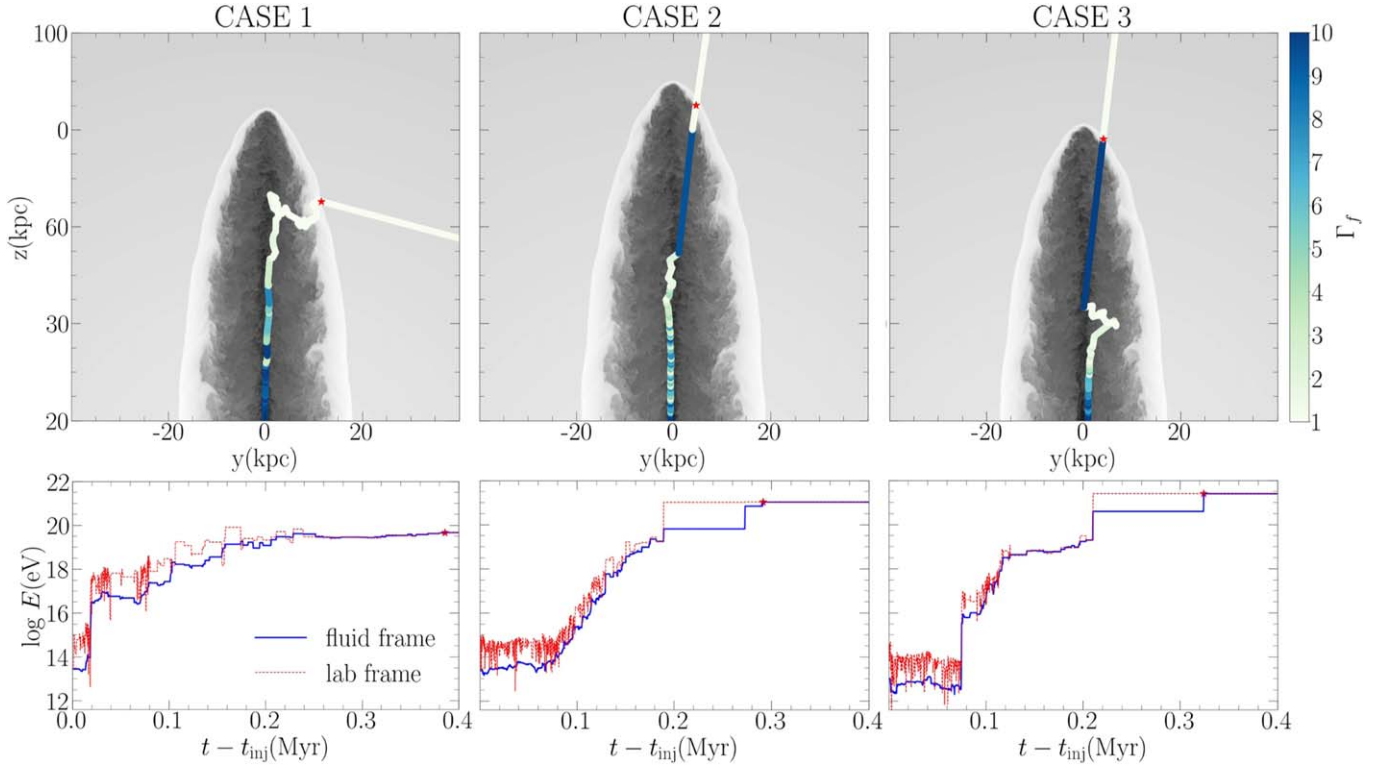 CASE 1 CASE 2 CASE 3
100 10
9
0 8
7
z(kpc) 60 6 Γf
5
30 4
3
2
20 1
-20 0 20 -20 0 20 -20 0 20
y(kpc) y(kpc) y(kpc)
22
20
18
log E(eV) 16
fluid frame
14
lab frame
12
0.0 0.1 0.2 0.3 0.4 0.1 0.2 0.3 0.4 0.1 0.2 0.3 0.4
t − tinj(Myr) t − tinj(Myr) t − tinj(Myr)